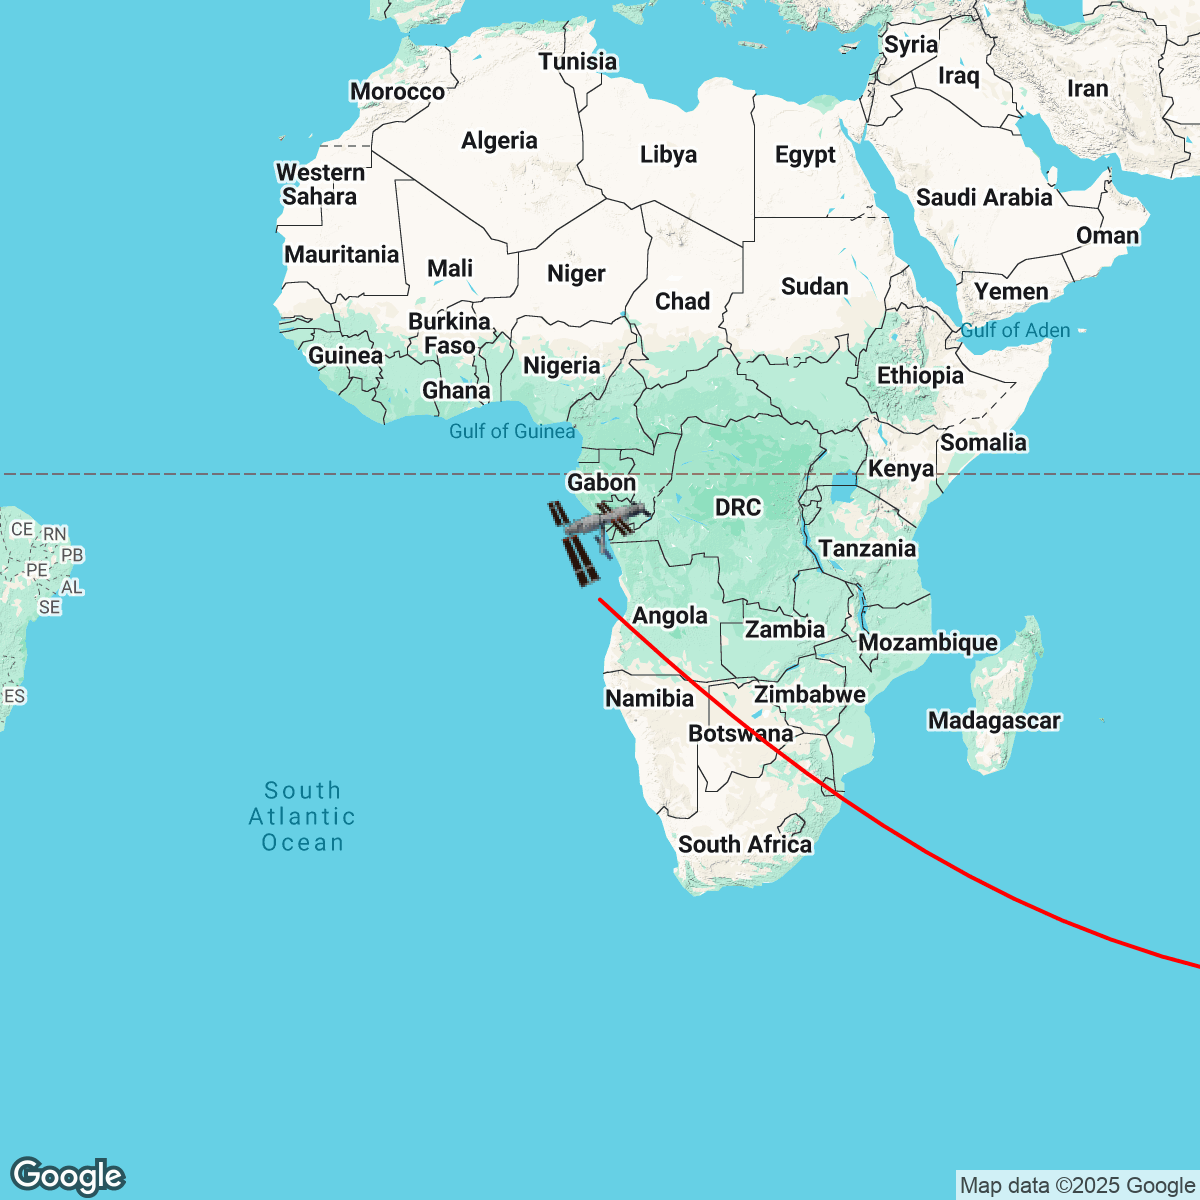 Syria
Tunisia
Iraq
Morocco
Iran
Algeria
Libya
Egypt
Western
Sahara
Saudi Arabia
Oman
Mauritania
Mali
Niger
Sudan
Yemen
Chad
Burkina
Faso
Gulf of Aden
Guinea
Nigeria
Ethiopia
Ghana
Gulf of Guinea
Somalia
Kenya
Gabon
DRC
CE
RN
PB
Tanzania
PE
AL
SE
Angola
Zambia
Mozambique
ES
Namibia
Zimbabwe
Madagascar
Botswana
South
Atlantic
Ocean
South Africa
Google
Map data ©2025 Google